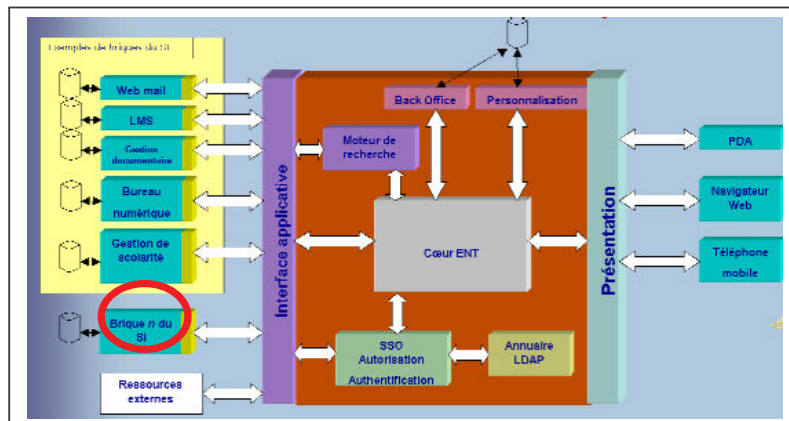 Exemples de briques du SI
Web mail
LMS
Gestion
documentaire
Bureau
numérique
Gestion de
scolarité
Brique n du
SI
Ressources
externes
Interface applicative
Back Office
Personnalisation
Moteur de
recherche
Cœur ENT
SSO
Autorisation
Authentification
Annuaire
LDAP
Présentation
PDA
Navigateur
Web
Téléphone
mobile